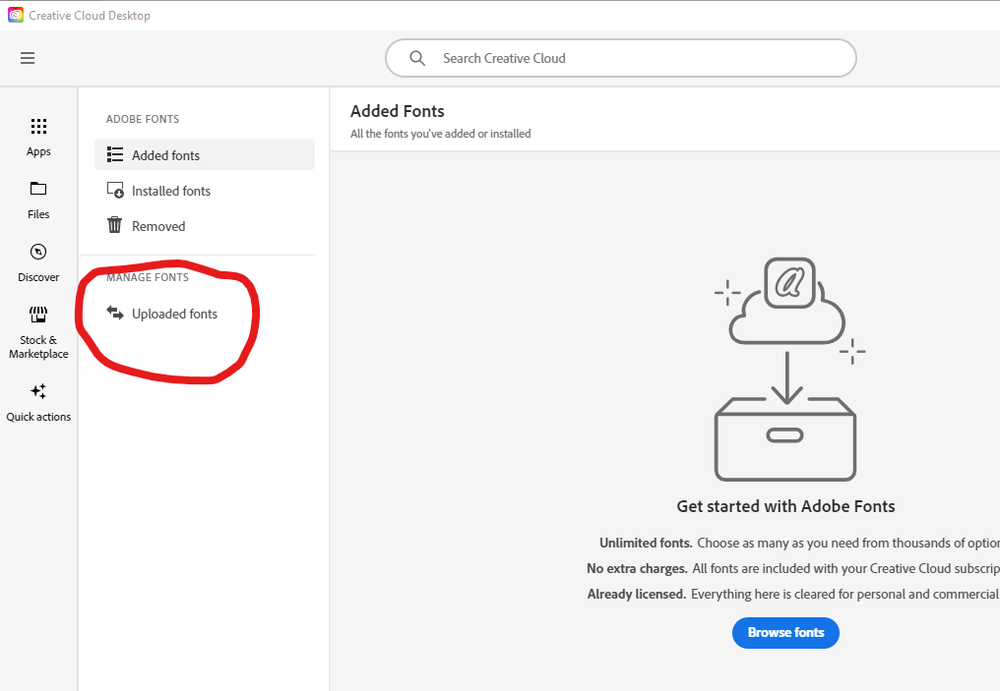 Creative Cloud Desktop
Search Creative Cloud
Apps
Files
Discover
Stock &
Marketplace
Quick actions
ADOBE FONTS
Added fonts
Installed fonts
Removed
MANAGE FONTS
Uploaded fonts
Added Fonts
All the fonts you've added or installed
Get started with Adobe Fonts
Unlimited fonts. Choose as many as you need from thousands of option
No extra charges. All fonts are included with your Creative Cloud subscrip
Already licensed. Everything here is cleared for personal and commercial
Browse fonts